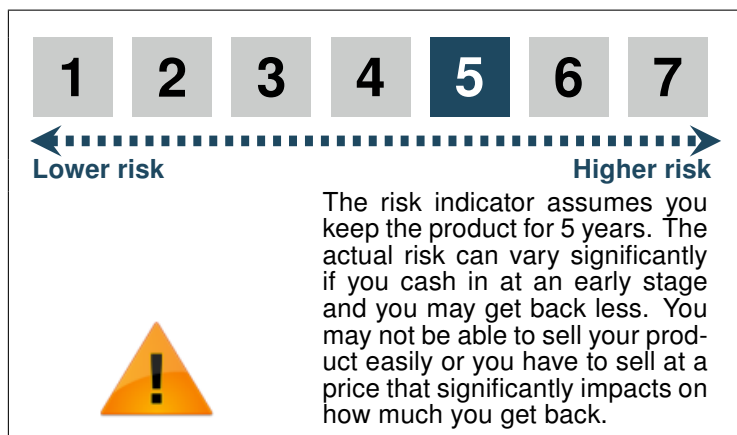 1 2 3 4 5 6 7
Lower risk Higher risk
The risk indicator assumes you
keep the product for 5 years. The
actual risk can vary significantly
if you cash in at an early stage
and you may get back less. You
may not be able to sell your prod-
uct easily or you have to sell at a
price that significantly impacts on
how much you get back.
!